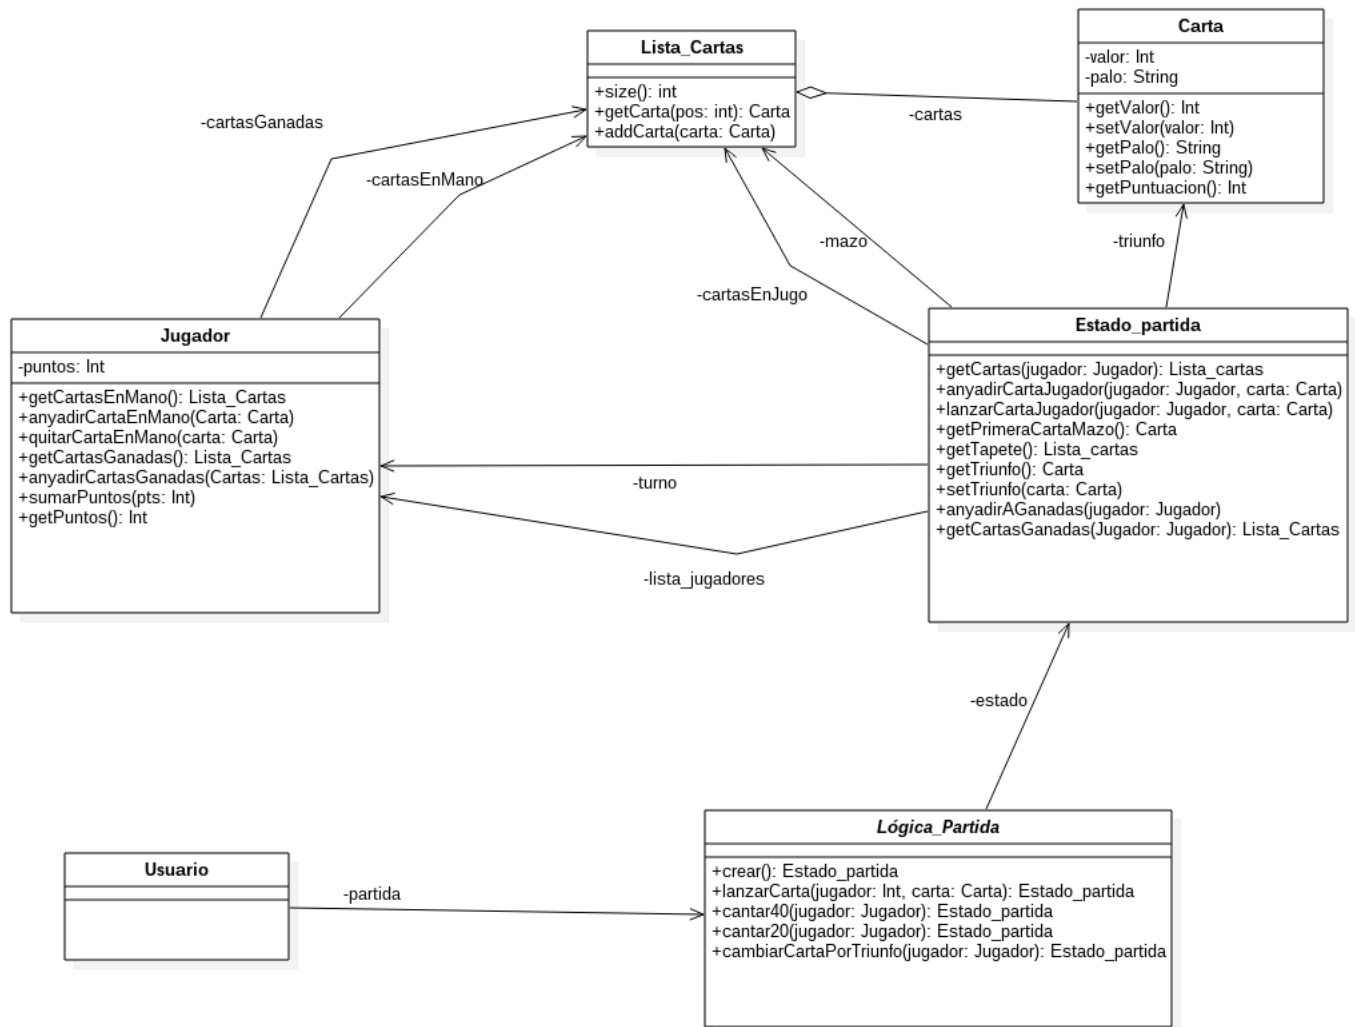 Lista_Cartas
+size(): int
+getCarta(pos: int): Carta
+addCarta(carta: Carta)
Carta
-valor: Int
-palo: String
+getValor(): Int
+setValor(valor: Int)
+getPalo(): String
+setPalo(palo: String)
+getPuntuacion(): Int
-cartas
-cartasGanadas
-cartasEnMano
-mazo
-triunfo
-cartasEnJugo
Jugador
-puntos: Int
+getCartasEnMano(): Lista_Cartas
+anyadirCartaEnMano(Carta: Carta)
+quitarCartaEnMano(carta: Carta)
+getCartasGanadas(): Lista_Cartas
+anyadirCartasGanadas(Cartas: Lista_Cartas)
+sumarPuntos(pts: Int)
+getPuntos(): Int
Estado_partida
+getCartas(jugador: Jugador): Lista_cartas
+anyadirCartaJugador(jugador: Jugador, carta: Carta)
+lanzarCartaJugador(jugador: Jugador, carta: Carta)
+getPrimeraCartaMazo(): Carta
+getTapete(): Lista_cartas
+getTriunfo(): Carta
+setTriunfo(carta: Carta)
+anyadirAGanadas(jugador: Jugador)
+getCartasGanadas(Jugador: Jugador): Lista_Cartas
-turno
-lista_jugadores
-estado
Usuario
-partida
Lógica_Partida
+crear(): Estado_partida
+lanzarCarta(jugador: Int, carta: Carta): Estado_partida
+cantar40(jugador: Jugador): Estado_partida
+cantar20(jugador: Jugador): Estado_partida
+cambiarCartaPorTriunfo(jugador: Jugador): Estado_partida